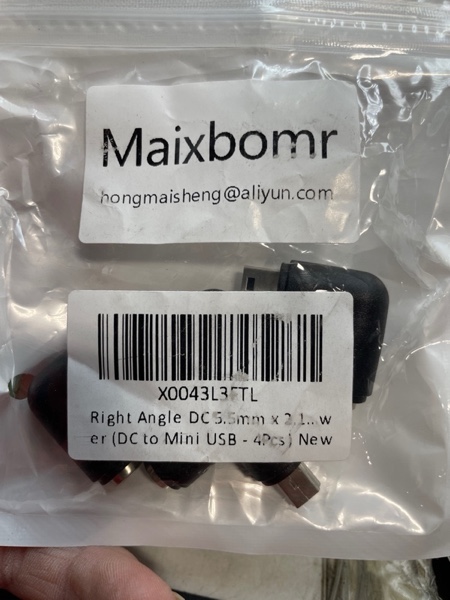 Maixbomr
hongmaisheng@aliyun.com
X0043L3FTL
Right Angle DC 5.5mm x 2.1...w
er (DC to Mini USB - 4Pcs) New